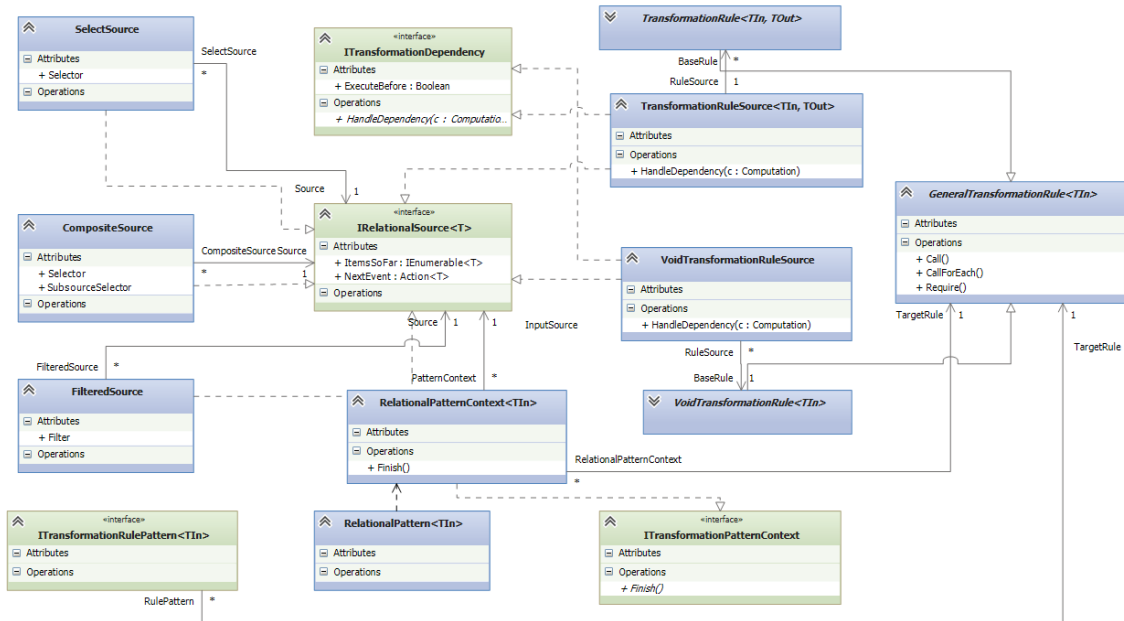 SelectSource
Attributes
+ Selector
Operations
SelectSource
*
«interface»
ITransformationDependency
Attributes
+ ExecuteBefore : Boolean
Operations
+ HandleDependency(c : Computatio...
TransformationRule<TIn, TOut>
BaseRule
*
RuleSource
1
TransformationRuleSource<TIn, TOut>
Attributes
Operations
+ HandleDependency(c : Computation)
GeneralTransformationRule<TIn>
Attributes
Operations
+ Call()
+ CallForEach()
+ Require()
Source
1
CompositeSource
Attributes
+ Selector
+ SubsourceSelector
Operations
CompositeSource
Source
*
1
«interface»
IRelationalSource<T>
Attributes
+ ItemsSoFar : IEnumerable<T>
+ NextEvent : Action<T>
Operations
VoidTransformationRuleSource
Attributes
Operations
+ HandleDependency(c : Computation)
TargetRule
1
1
TargetRule
Source
1
1
InputSource
RuleSource
*
BaseRule
1
FilteredSource
*
PatternContext
*
FilteredSource
Attributes
+ Filter
Operations
RelationalPatternContext<TIn>
Attributes
Operations
+ Finish()
VoidTransformationRule<TIn>
RelationalPatternContext
*
«interface»
ITransformationRulePattern<TIn>
Attributes
Operations
RelationalPattern<TIn>
Attributes
Operations
«interface»
ITransformationPatternContext
Attributes
Operations
+ Finish()
RulePattern
*